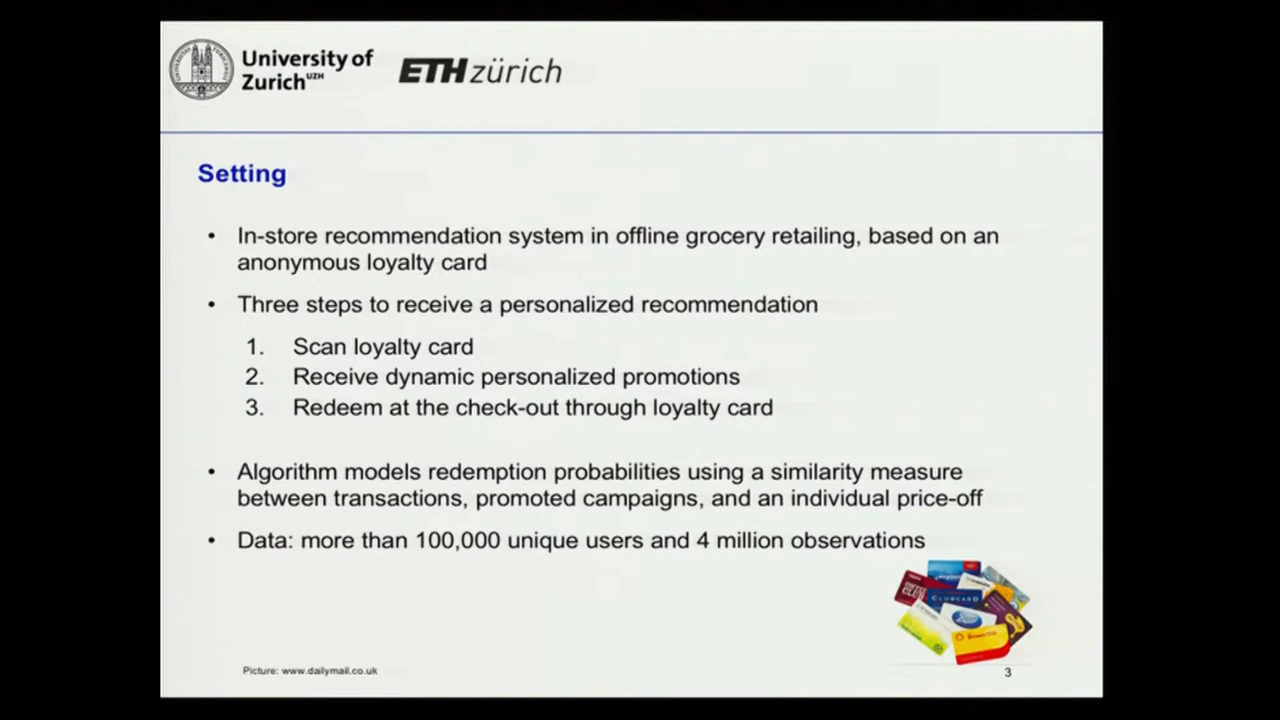 University of
Zurich UZH
ETH zürich
Setting
• In-store recommendation system in offline grocery retailing, based on an
anonymous loyalty card
• Three steps to receive a personalized recommendation
1. Scan loyalty card
2. Receive dynamic personalized promotions
3. Redeem at the check-out through loyalty card
• Algorithm models redemption probabilities using a similarity measure
between transactions, promoted campaigns, and an individual price-off
• Data: more than 100,000 unique users and 4 million observations
CLUBCARD
Picture: www.dailymail.co.uk
3